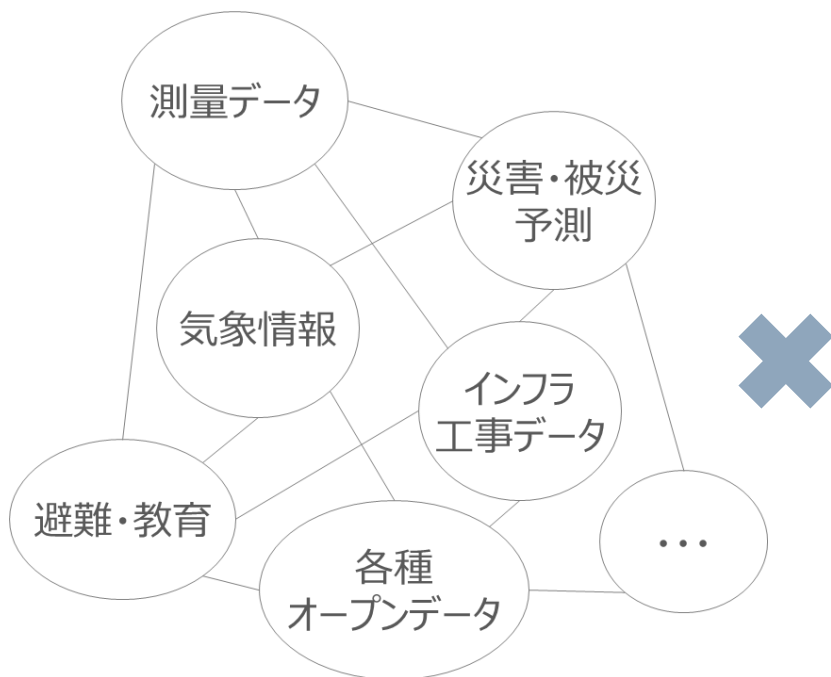 測量データ
災害・被災
予測
気象情報
インフラ
工事データ
避難・教育
各種
オープンデータ
・・・